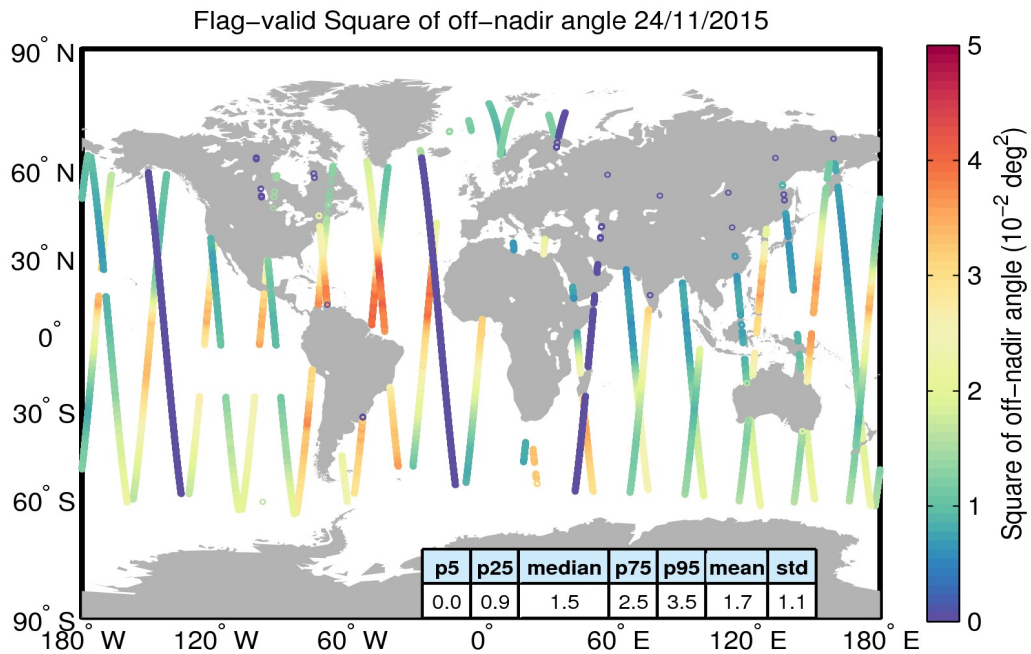 Flag−valid Square of off−nadir angle 24/11/2015
90° N
60° N
30° N
0°
30° S
60° S
90° S
180° W
120° W
60° W
0°
60° E
120° E
180° E
p5 p25 median p75 p95 mean std
0.0 0.9 1.5 2.5 3.5 1.7 1.1
5
4
3
2
1
0
Square of off−nadir angle (10⁻² deg²)